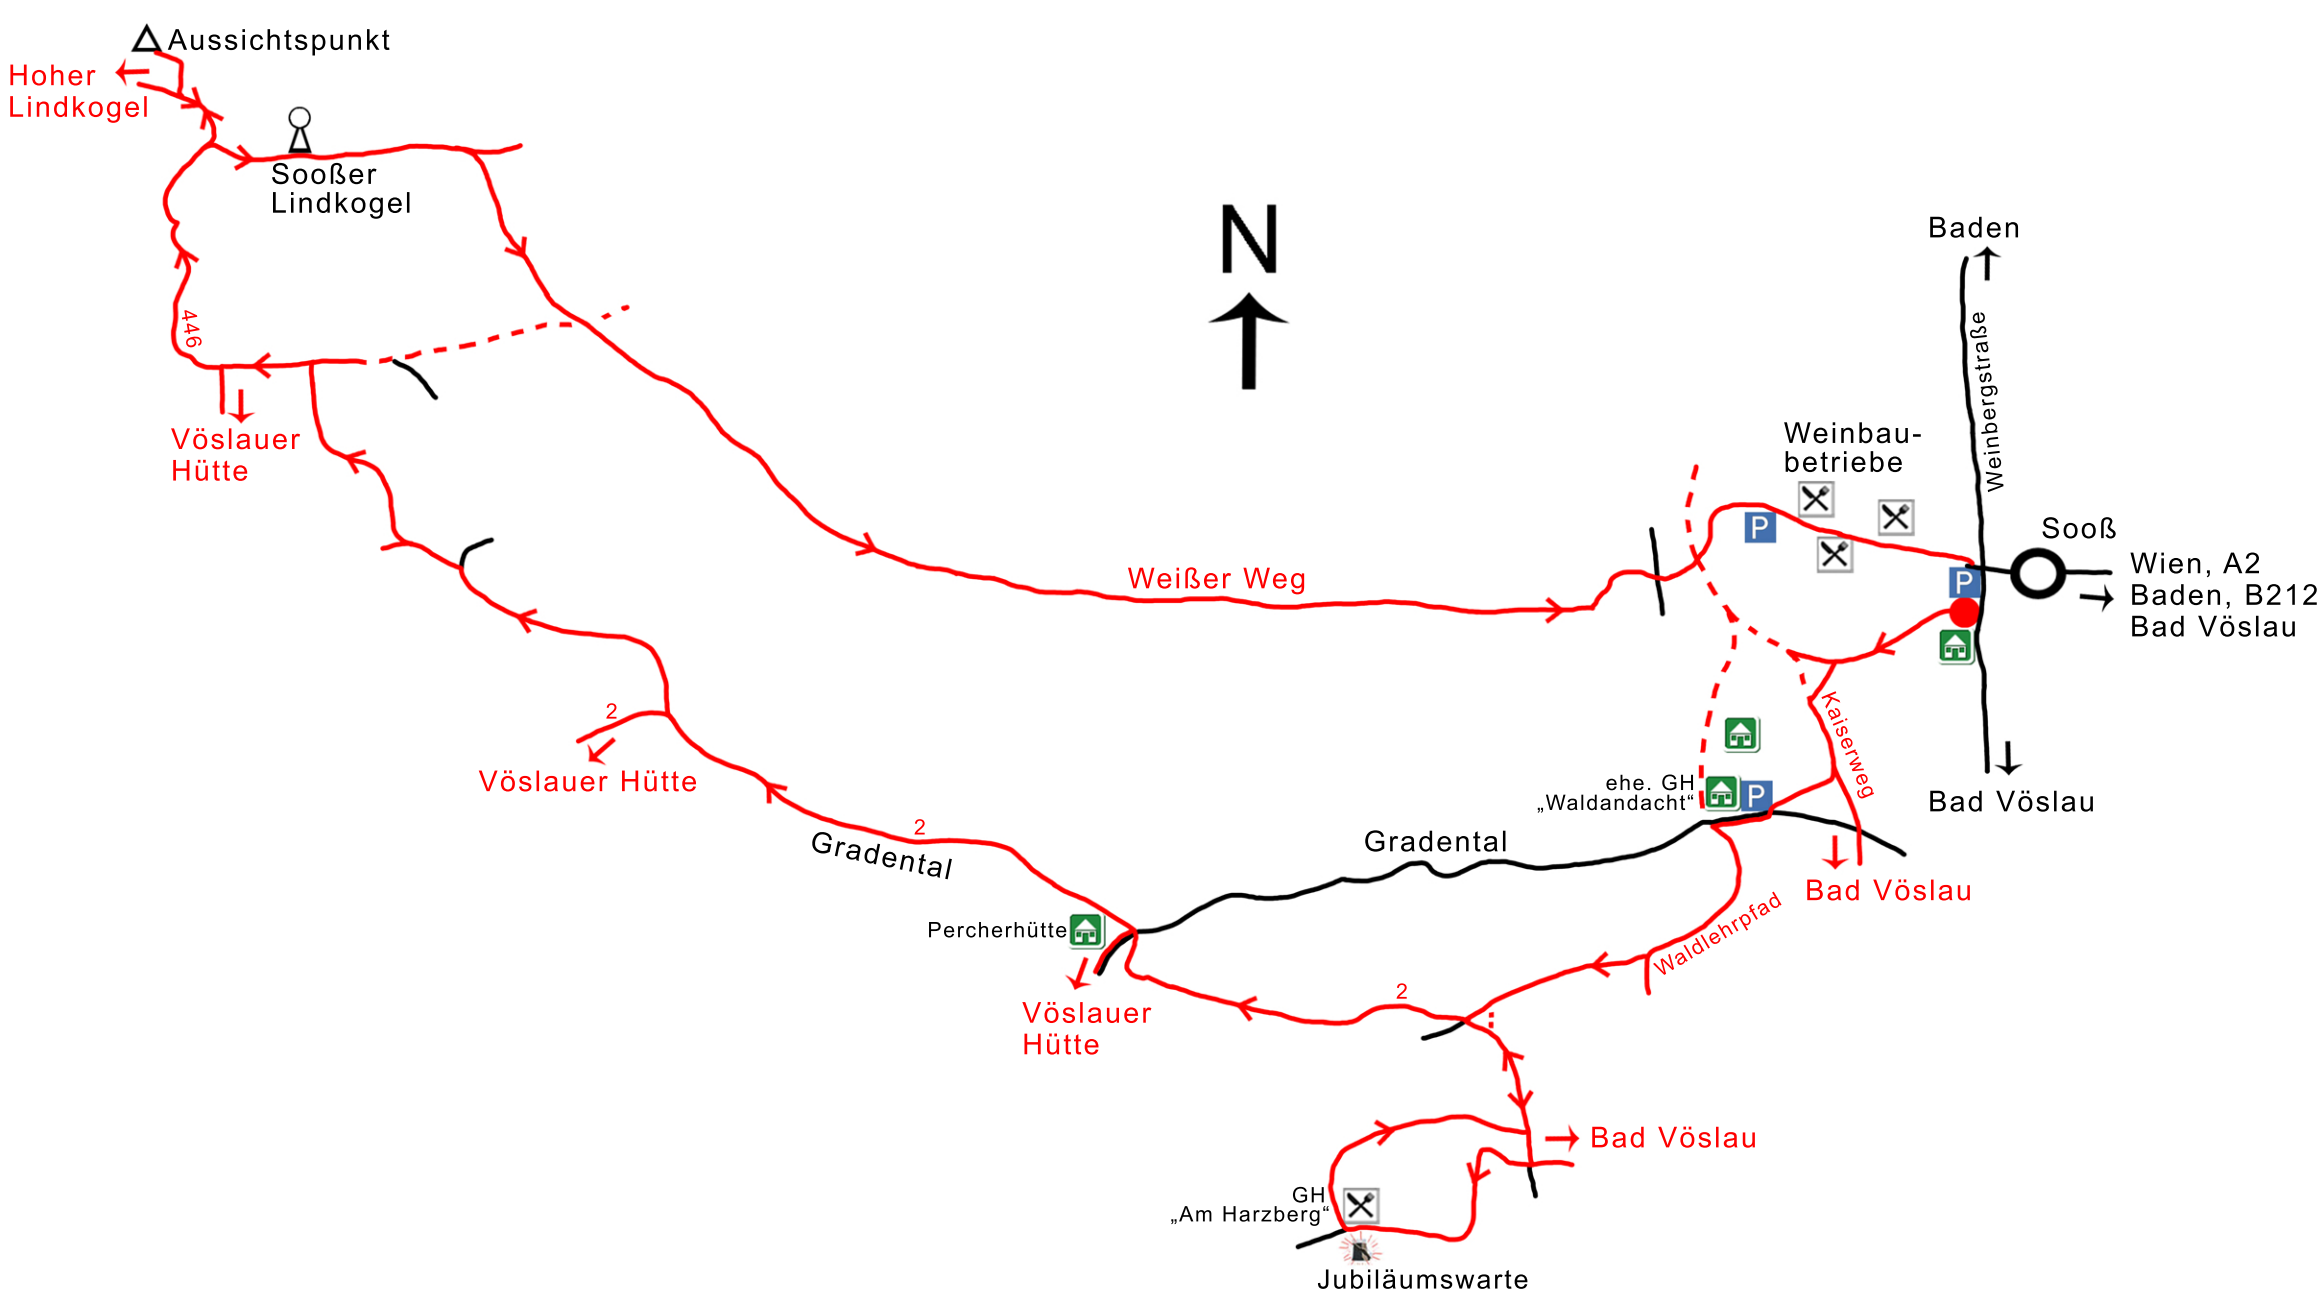 Aussichtspunkt
Hoher
Lindkogel
Sooßer
Lindkogel
N
Baden
Weinbergstraße
446
Vöslauer
Hütte
Weinbau-
betriebe
P
Sooß
Wien, A2
Baden, B212
Bad Vöslau
P
Weißer Weg
Kaiserweg
2
Vöslauer Hütte
ehe. GH
„Waldandacht“
P
Bad Vöslau
2
Gradental
Gradental
Bad Vöslau
Waldlehrpfad
Percherhütte
2
Vöslauer
Hütte
Bad Vöslau
GH
„Am Harzberg“
Jubiläumswarte